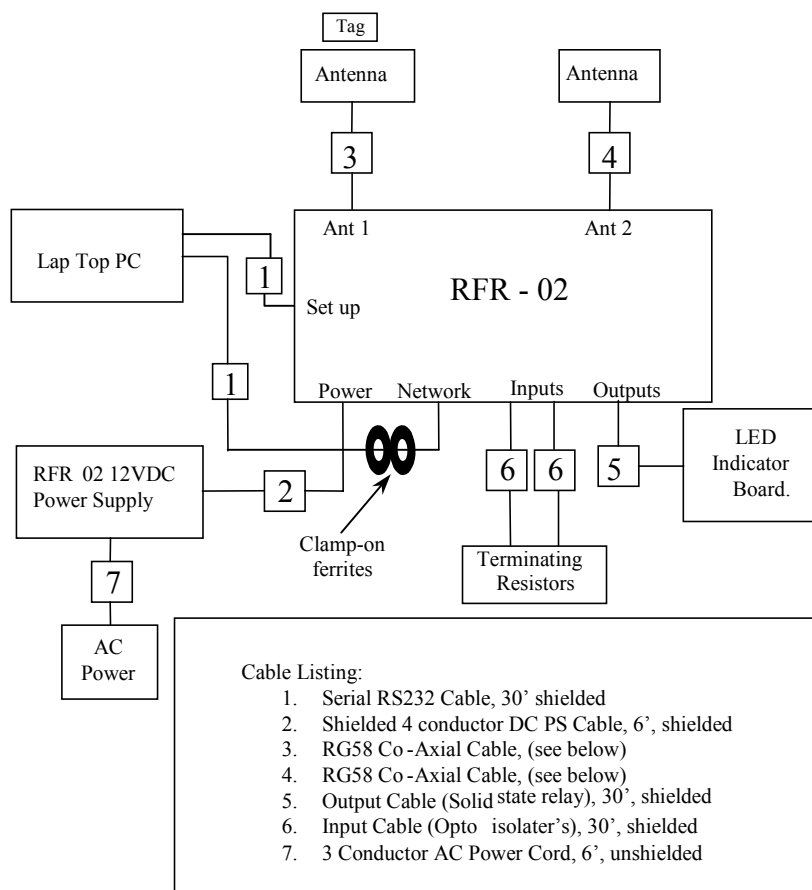 Tag
Antenna
Antenna
3
4
Ant 1
Ant 2
Lap Top PC
1
RFR - 02
Set up
1
Power
Network
Inputs
Outputs
RFR 02 12VDC
Power Supply
2
6
6
5
LED
Indicator
Board.
Clamp-on
ferrites
Terminating
Resistors
7
AC
Power
Cable Listing:
1. Serial RS232 Cable, 30’ shielded
2. Shielded 4 conductor DC PS Cable, 6’, shielded
3. RG58 Co-Axial Cable, (see below)
4. RG58 Co-Axial Cable, (see below)
5. Output Cable (Solid state relay), 30’, shielded
6. Input Cable (Opto isolater’s), 30’, shielded
7. 3 Conductor AC Power Cord, 6’, unshielded